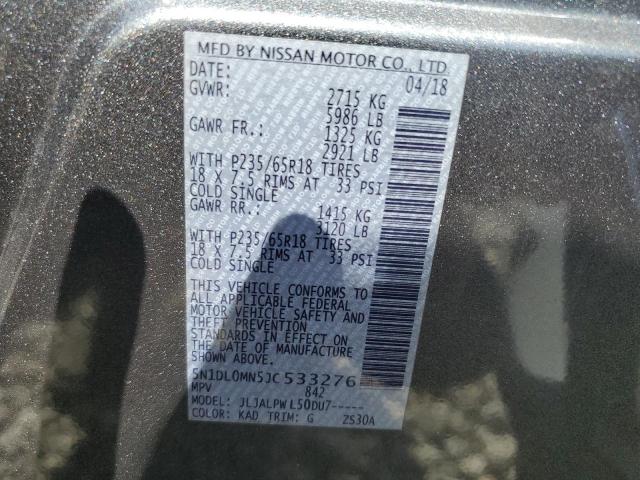 MFD BY NISSAN MOTOR CO., LTD.
DATE: 04/18
GVWR: 2715 KG
5986 LB
GAWR FR.: 1325 KG
2921 LB
WITH P235/65R18 TIRES
18 X 7.5 RIMS AT 33 PSI
COLD SINGLE
GAWR RR.: 1415 KG
3120 LB
WITH P235/65R18 TIRES
18 X 7.5 RIMS AT 33 PSI
COLD SINGLE
THIS VEHICLE CONFORMS TO
ALL APPLICABLE FEDERAL
MOTOR VEHICLE SAFETY AND
THEFT PREVENTION
STANDARDS IN EFFECT ON
THE DATE OF MANUFACTURE
SHOWN ABOVE.
5N1DL0MN5JC533276
MPV 842
MODEL: JLJALPWL50DU7-----
COLOR: KAD TRIM: G ZS30A